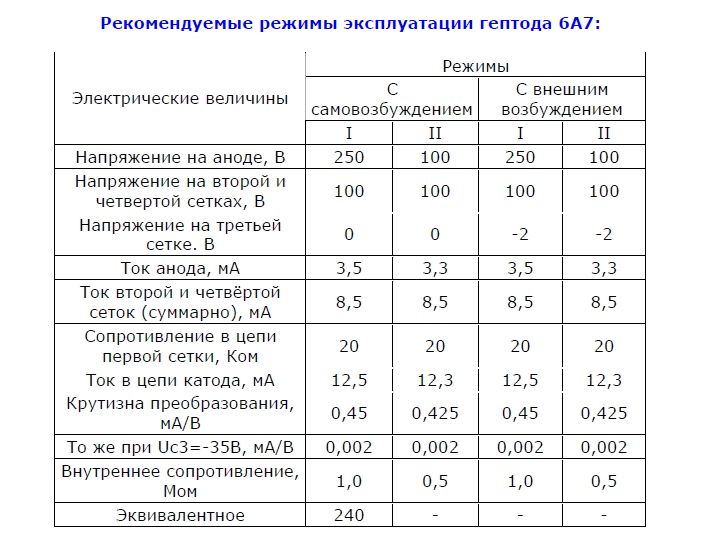 Рекомендуемые режимы эксплуатации гептода 6А7:
Электрические величины
Режимы
С
самовозбуждением
С внешним
возбуждением
I II I II
Напряжение на аноде, В 250 100 250 100
Напряжение на второй и
четвертой сетках, В 100 100 100 100
Напряжение на третьей
сетке. В 0 0 -2 -2
Ток анода, мА 3,5 3,3 3,5 3,3
Ток второй и четвёртой
сеток (суммарно), мА 8,5 8,5 8,5 8,5
Сопротивление в цепи
первой сетки, Ком 20 20 20 20
Ток в цепи катода, мА 12,5 12,3 12,5 12,3
Крутизна преобразования,
мА/В 0,45 0,425 0,45 0,425
То же при Uс3=-35В, мА/В 0,002 0,002 0,002 0,002
Внутреннее сопротивление,
Мом 1,0 0,5 1,0 0,5
Эквивалентное 240 - - -